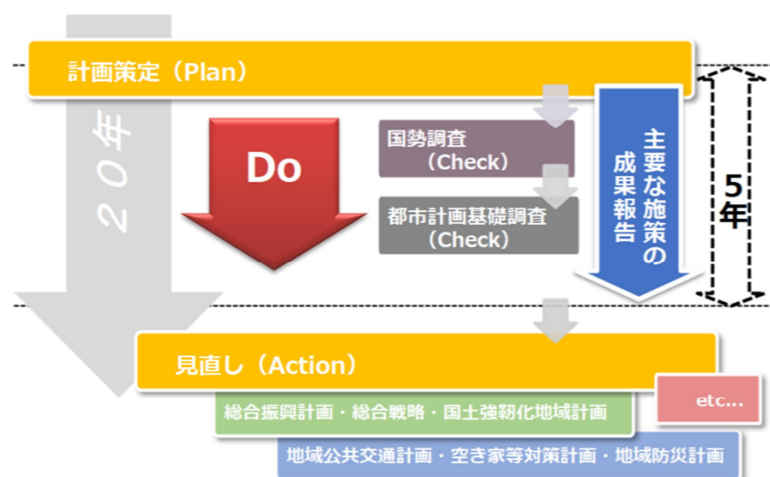 計画策定（Plan）
20年
Do
国勢調査
（Check）
都市計画基礎調査
（Check）
主要な施策の
成果報告
5年
見直し（Action）
総合振興計画・総合戦略・国土強靭化地域計画
etc...
地域公共交通計画・空き家等対策計画・地域防災計画